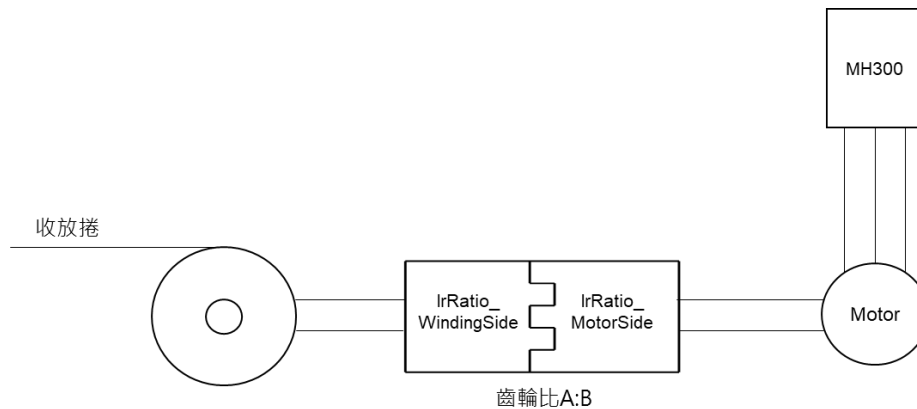 MH300
收放捲
IrRatio_
WindingSide
IrRatio_
MotorSide
Motor
齒輪比A:B